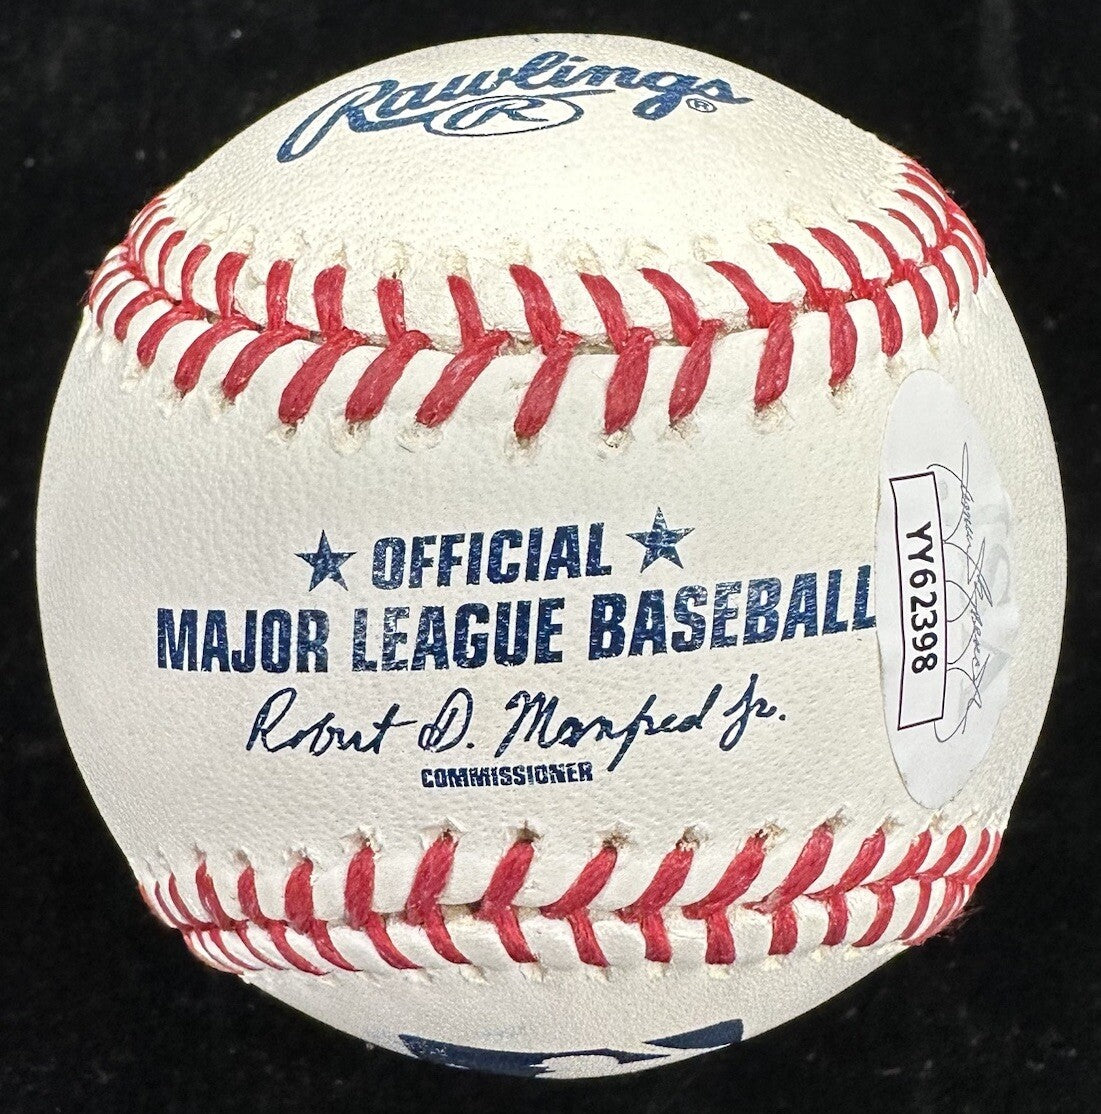 Rawlings ®
R
★ OFFICIAL ★
MAJOR LEAGUE BASEBALL
Robert D. Manfred Jr.
COMMISSIONER
YY62398